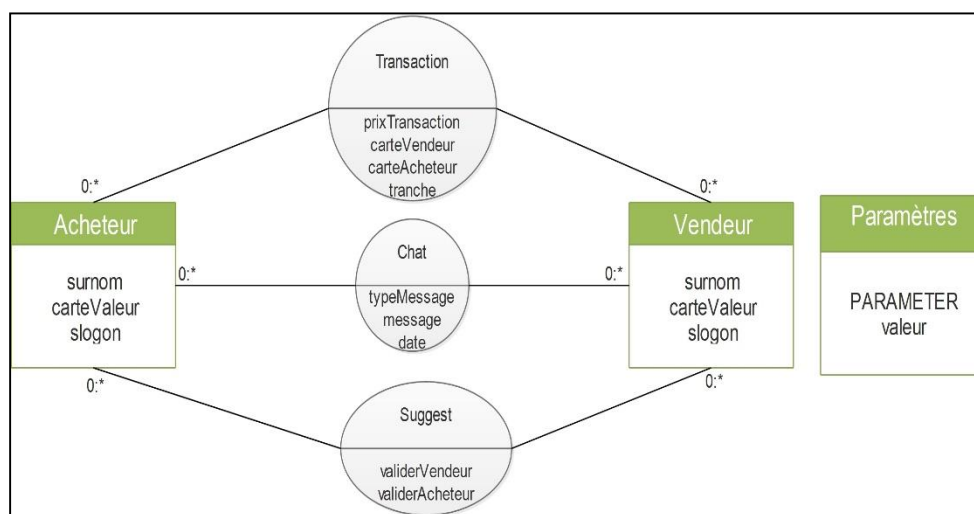 Transaction
prixTransaction
carteVendeur
carteAcheteur
tranche
0:*
0:*
Acheteur
surnom
carteValeur
slogon
0:*
Chat
typeMessage
message
date
0:*
Vendeur
surnom
carteValeur
slogon
Paramètres
PARAMETER
valeur
0:*
0:*
Suggest
validerVendeur
validerAcheteur